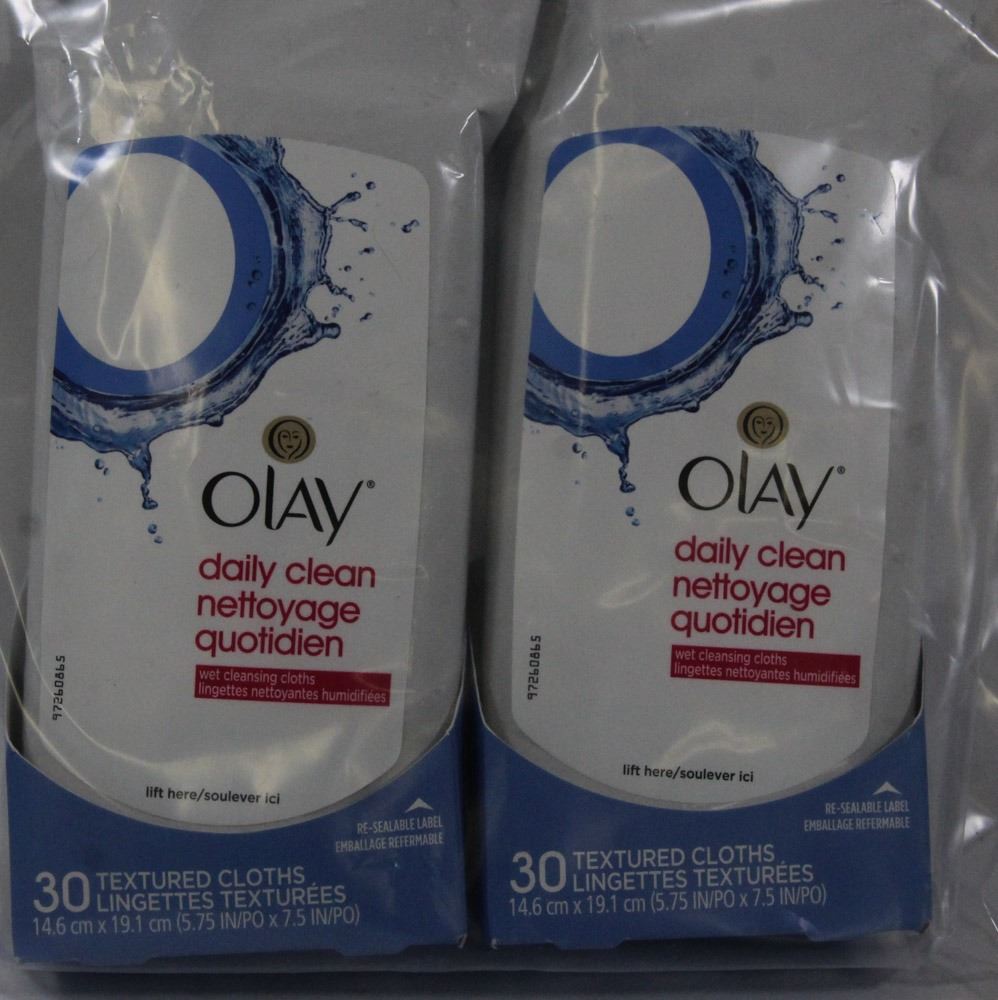 OLAY®
daily clean
nettoyage
quotidien
wet cleansing cloths
lingettes nettoyantes humidifiées
97260865
lift here/soulever ici
RE-SEALABLE LABEL
EMBALLAGE REFERMABLE
30 TEXTURED CLOTHS
LINGETTES TEXTURÉES
14.6 cm x 19.1 cm (5.75 IN/PO x 7.5 IN/PO)
OLAY®
daily clean
nettoyage
quotidien
wet cleansing cloths
lingettes nettoyantes humidifiées
97260865
lift here/soulever ici
RE-SEALABLE LABEL
EMBALLAGE REFERMABLE
30 TEXTURED CLOTHS
LINGETTES TEXTURÉES
14.6 cm x 19.1 cm (5.75 IN/PO x 7.5 IN/PO)